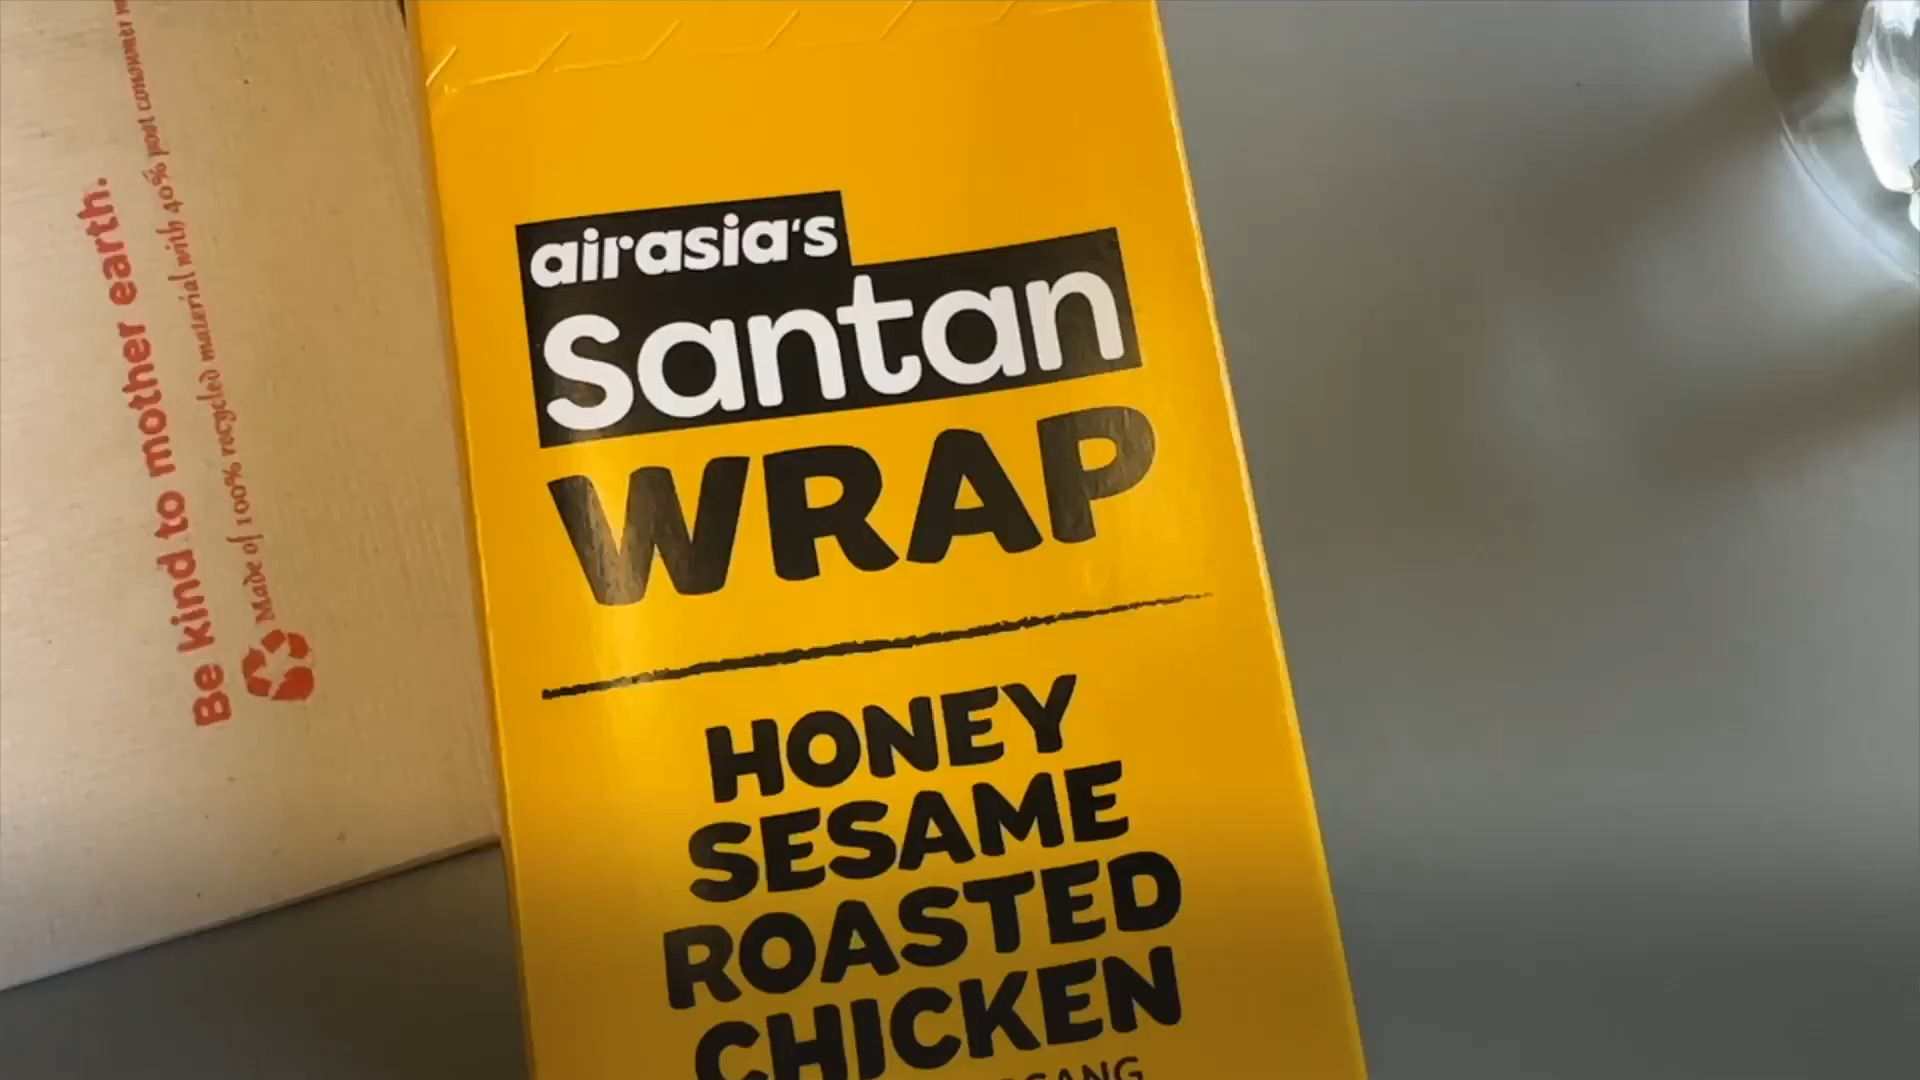 Be kind to mother earth.
Made of 100% recycled material with 40% post consumer
airasia's
Santan
WRAP
HONEY
SESAME
ROASTED
CHICKEN